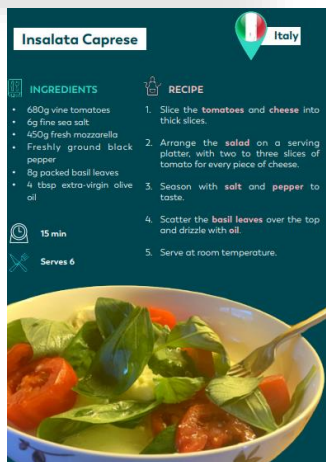 Insalata Caprese
Italy
INGREDIENTS
• 680g vine tomatoes
• 6g fine sea salt
• 450g fresh mozzarella
• Freshly ground black
pepper
• 8g packed basil leaves
• 4 tbsp extra-virgin olive
oil
15 min
Serves 6
RECIPE
1. Slice the tomatoes and cheese into
thick slices.
2. Arrange the salad on a serving
platter, with two to three slices of
tomato for every piece of cheese.
3. Season with salt and pepper to
taste.
4. Scatter the basil leaves over the top
and drizzle with oil.
5. Serve at room temperature.